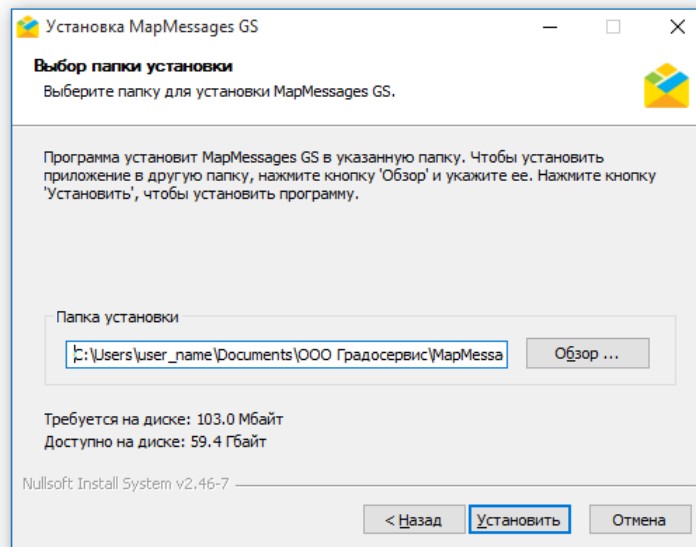 Установка MapMessages GS
Выбор папки установки
Выберите папку для установки MapMessages GS.
Программа установит MapMessages GS в указанную папку. Чтобы установить
приложение в другую папку, нажмите кнопку 'Обзор' и укажите ее. Нажмите кнопку
'Установить', чтобы установить программу.
Папка установки
C:\Users\user_name\Documents\ООО Градосервис\MapMessa
Обзор ...
Требуется на диске: 103.0 Мбайт
Доступно на диске: 59.4 Гбайт
Nullsoft Install System v2.46-7
< Назад Установить Отмена